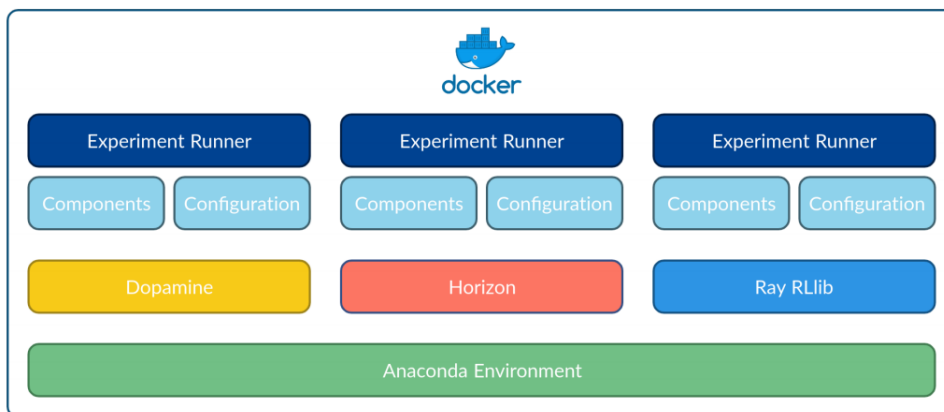 docker
Experiment Runner Experiment Runner Experiment Runner
Components Configuration Components Configuration Components Configuration
Dopamine Horizon Ray RLlib
Anaconda Environment